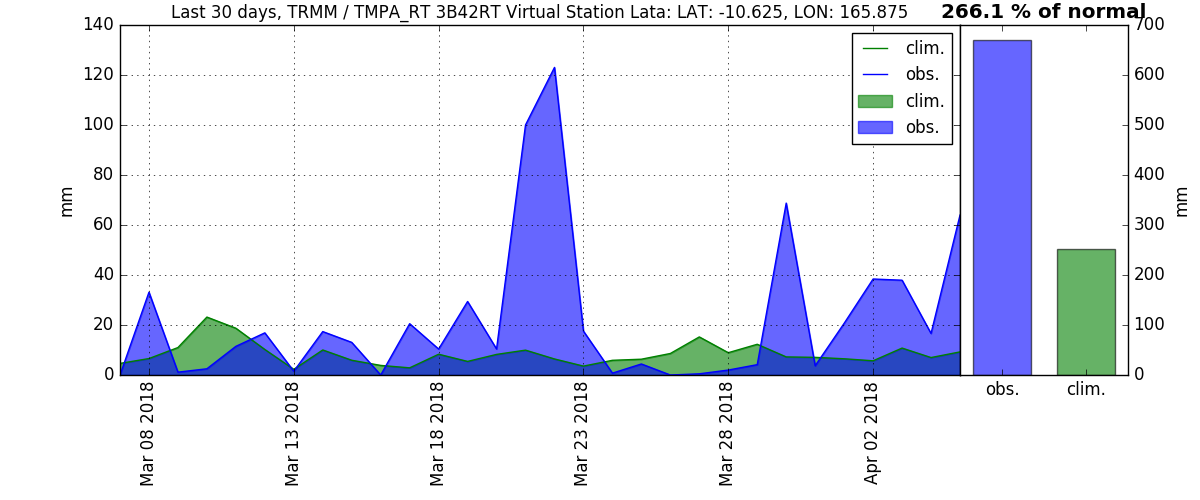 Last 30 days, TRMM / TMPA_RT 3B42RT Virtual Station Lata: LAT: -10.625, LON: 165.875
266.1 % of normal
mm
140
120
100
80
60
40
20
0
clim.
obs.
clim.
obs.
Mar 08 2018
Mar 13 2018
Mar 18 2018
Mar 23 2018
Mar 28 2018
Apr 02 2018
700
600
500
400
300
200
100
0
mm
obs.
clim.